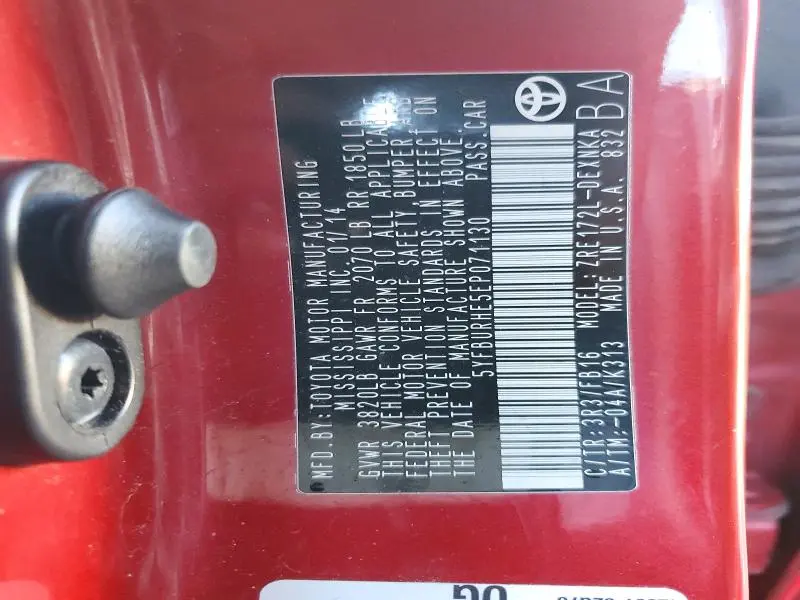 MFD.BY:TOYOTA MOTOR MANUFACTURING
MISSISSIPPI INC. 01/14
GVWR 3820LB GAWR FR 2070 LB RR 1850 LB
THIS VEHICLE CONFORMS TO ALL APPLICABLE
FEDERAL MOTOR VEHICLE SAFETY, BUMPER, AND
THEFT PREVENTION STANDARDS IN EFFECT ON
THE DATE OF MANUFACTURE SHOWN ABOVE.
5YFBURHE5EP071130 PASS.CAR
C/TR:3R3/FB16 MODEL:ZRE172L-DEXNKA
A/TM:-04A/K313 MADE IN U.S.A. 832 BA